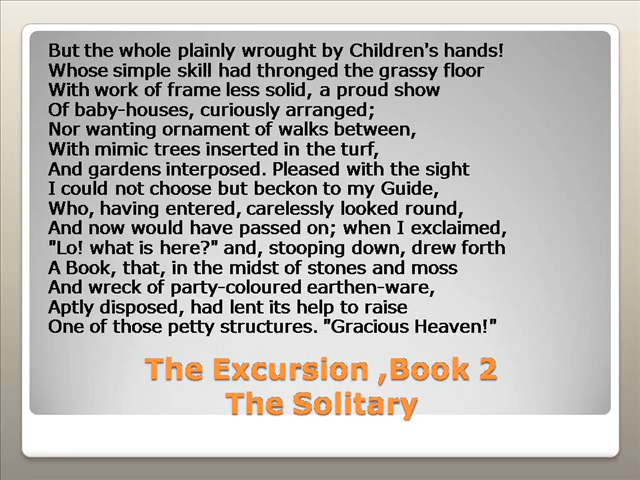 But the whole plainly wrought by Children's hands!
Whose simple skill had thronged the grassy floor
With work of frame less solid, a proud show
Of baby-houses, curiously arranged;
Nor wanting ornament of walks between,
With mimic trees inserted in the turf,
And gardens interposed. Pleased with the sight
I could not choose but beckon to my Guide,
Who, having entered, carelessly looked round,
And now would have passed on; when I exclaimed,
"Lo! what is here?" and, stooping down, drew forth
A Book, that, in the midst of stones and moss
And wreck of party-coloured earthen-ware,
Aptly disposed, had lent its help to raise
One of those petty structures. "Gracious Heaven!"
The Excursion ,Book 2
The Solitary